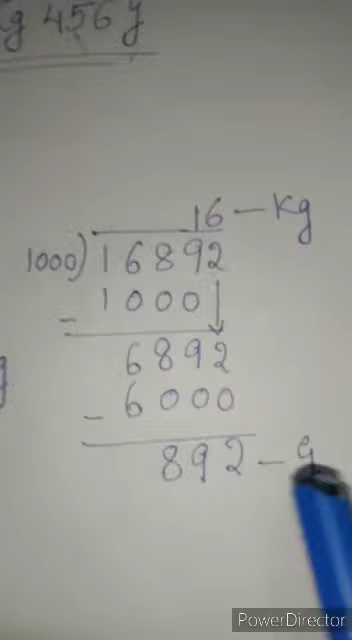 g 456 g
16 - Kg
1000) 16892
- 1000↓
6892
- 6000
892 - g
PowerDirector